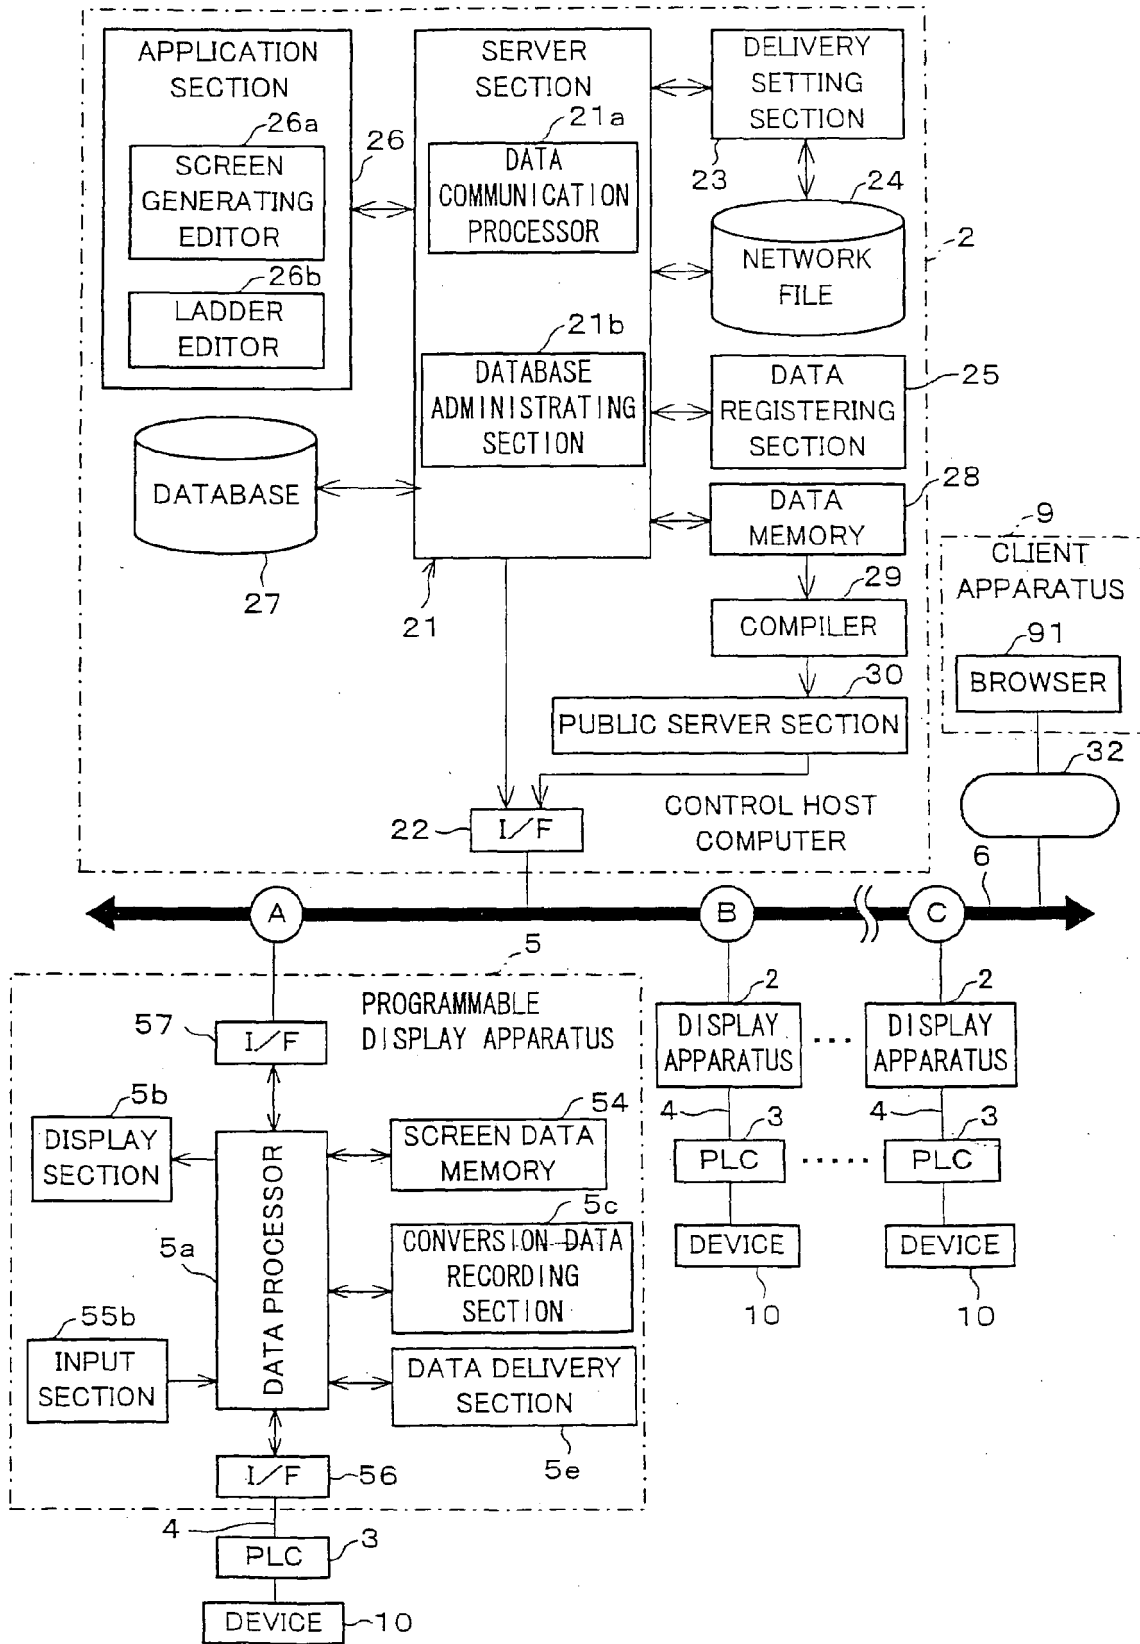 APPLICATION
SECTION
26a
SCREEN
GENERATING
EDITOR
26b
LADDER
EDITOR
26
SERVER
SECTION
21a
DATA
COMMUNICATION
PROCESSOR
21b
DATABASE
ADMINISTRATING
SECTION
21
DELIVERY
SETTING
SECTION
23
24
NETWORK
FILE
2
DATA
REGISTERING
SECTION
25
DATABASE
27
DATA
MEMORY
28
COMPILER
29
PUBLIC SERVER SECTION
30
22
I/F
CONTROL HOST
COMPUTER
9
CLIENT
APPARATUS
91
BROWSER
32
6
A
B
C
5
PROGRAMMABLE
DISPLAY APPARATUS
57
I/F
5b
DISPLAY
SECTION
5a
DATA PROCESSOR
54
SCREEN DATA
MEMORY
5c
CONVERSION DATA
RECORDING
SECTION
55b
INPUT
SECTION
DATA DELIVERY
SECTION
5e
I/F
56
4
PLC
3
DEVICE
10
2
DISPLAY
APPARATUS
4
3
PLC
DEVICE
10
....
.....
2
DISPLAY
APPARATUS
4
3
PLC
DEVICE
10